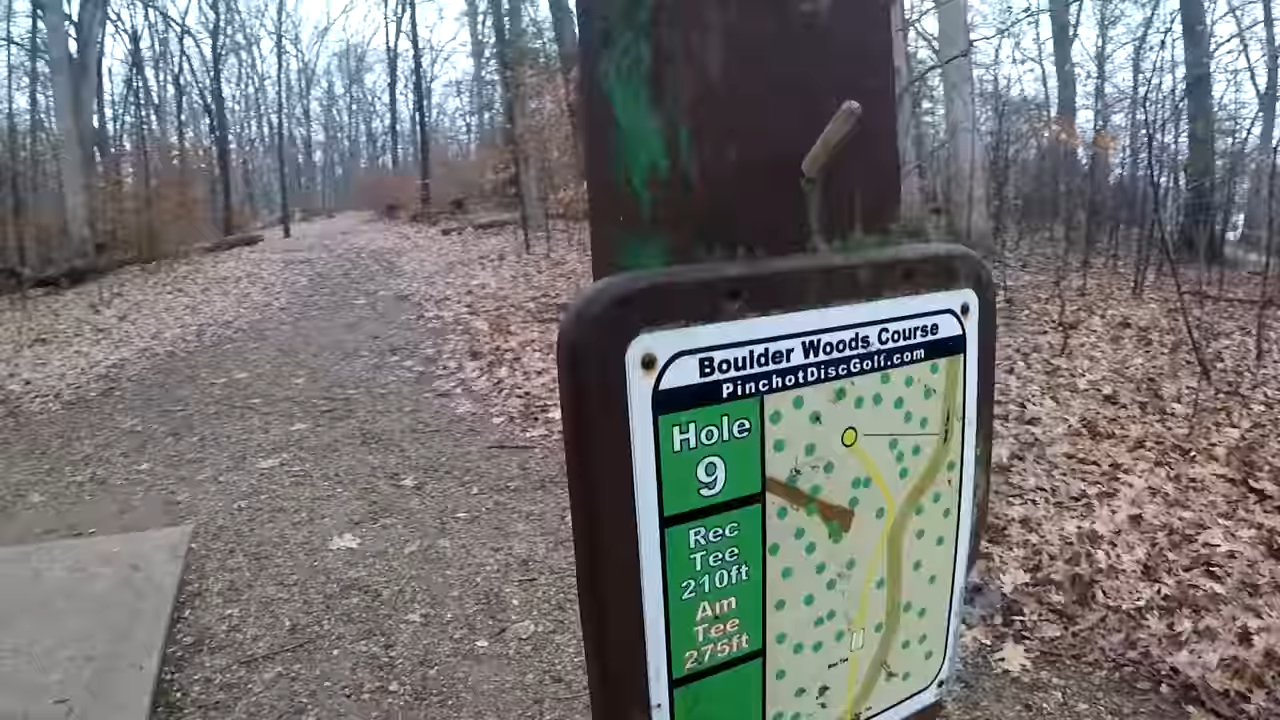 Boulder Woods Course
PinchotDiscGolf.com
Hole
9
Rec
Tee
210ft
Am
Tee
275ft